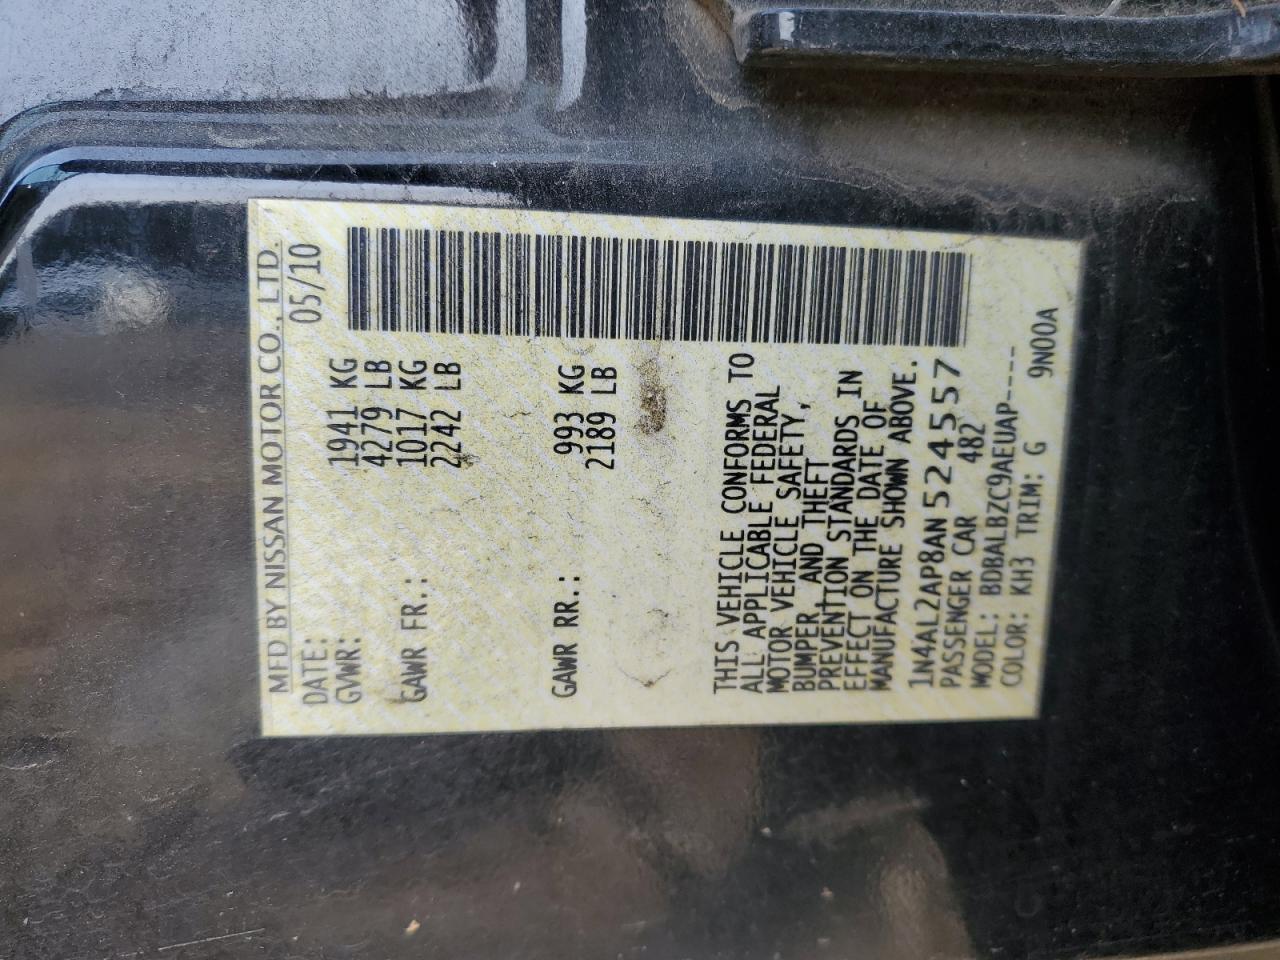 MFD BY NISSAN MOTOR CO., LTD.
DATE: 05/10
GVWR: 1941 KG
4279 LB
GAWR FR.: 1017 KG
2242 LB
GAWR RR.: 993 KG
2189 LB
THIS VEHICLE CONFORMS TO
ALL APPLICABLE FEDERAL
MOTOR VEHICLE SAFETY,
BUMPER, AND THEFT
PREVENTION STANDARDS IN
EFFECT ON THE DATE OF
MANUFACTURE SHOWN ABOVE.
1N4AL2AP8AN524557
PASSENGER CAR 482
MODEL: BDBALBZC9AEUAP----
COLOR: KH3 TRIM: G 9N00A